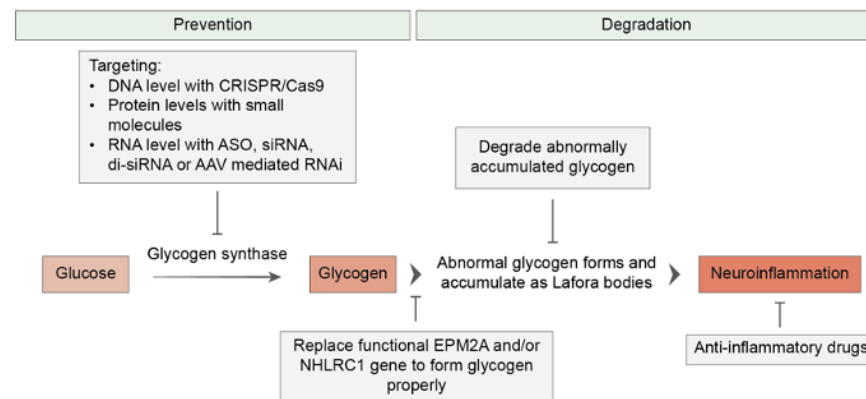 Prevention
Degradation
Targeting:
• DNA level with CRISPR/Cas9
• Protein levels with small
molecules
• RNA level with ASO, siRNA,
di-siRNA or AAV mediated RNAi
Degrade abnormally
accumulated glycogen
Glucose
Glycogen synthase
Glycogen
Abnormal glycogen forms and
accumulate as Lafora bodies
Neuroinflammation
Replace functional EPM2A and/or
NHLRC1 gene to form glycogen
properly
Anti-inflammatory drugs